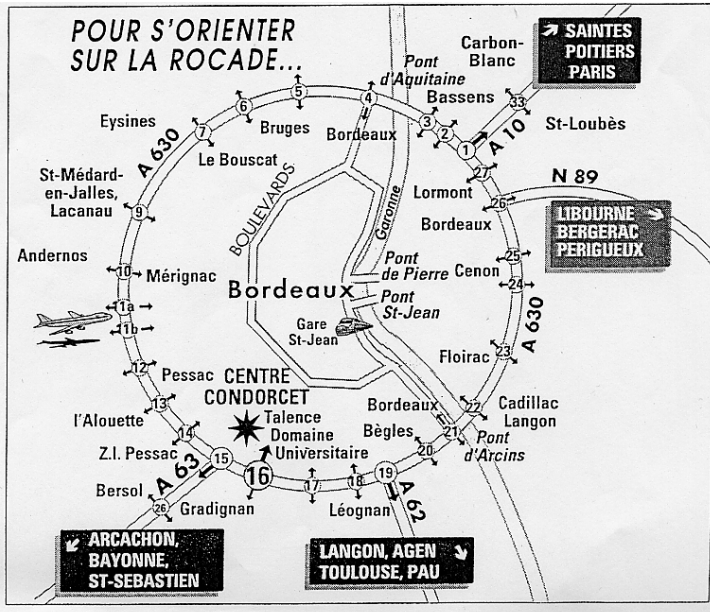 POUR S'ORIENTER
SUR LA ROCADE...
SAINTES
POITIERS
PARIS
Carbon-
Blanc
Pont
d'Aquitaine
Bassens
33
St-Loubès
A 10
5
4
6
3
2
1
Eysines
7
Bruges
Bordeaux
A 630
Le Bouscat
27
N 89
Lormont
26
St-Médard-
en-Jalles,
Lacanau
9
BOULEVARDS
Garonne
Bordeaux
LIBOURNE
BERGERAC
PERIGUEUX
Andernos
10
Mérignac
Pont
de Pierre
Cenon
25
24
Bordeaux
Pont
St-Jean
11a
11b
Gare
St-Jean
A 630
Floirac
23
12
Pessac
CENTRE
CONDORCET
13
l'Alouette
Talence
Domaine
Universitaire
Bordeaux
22
Cadillac
Langon
14
Bègles
21
Pont
d'Arcins
Z.I. Pessac
20
15
16
17
18
19
A 63
Bersol
26
Gradignan
Léognan
A 62
ARCACHON,
BAYONNE,
ST-SEBASTIEN
LANGON, AGEN
TOULOUSE, PAU